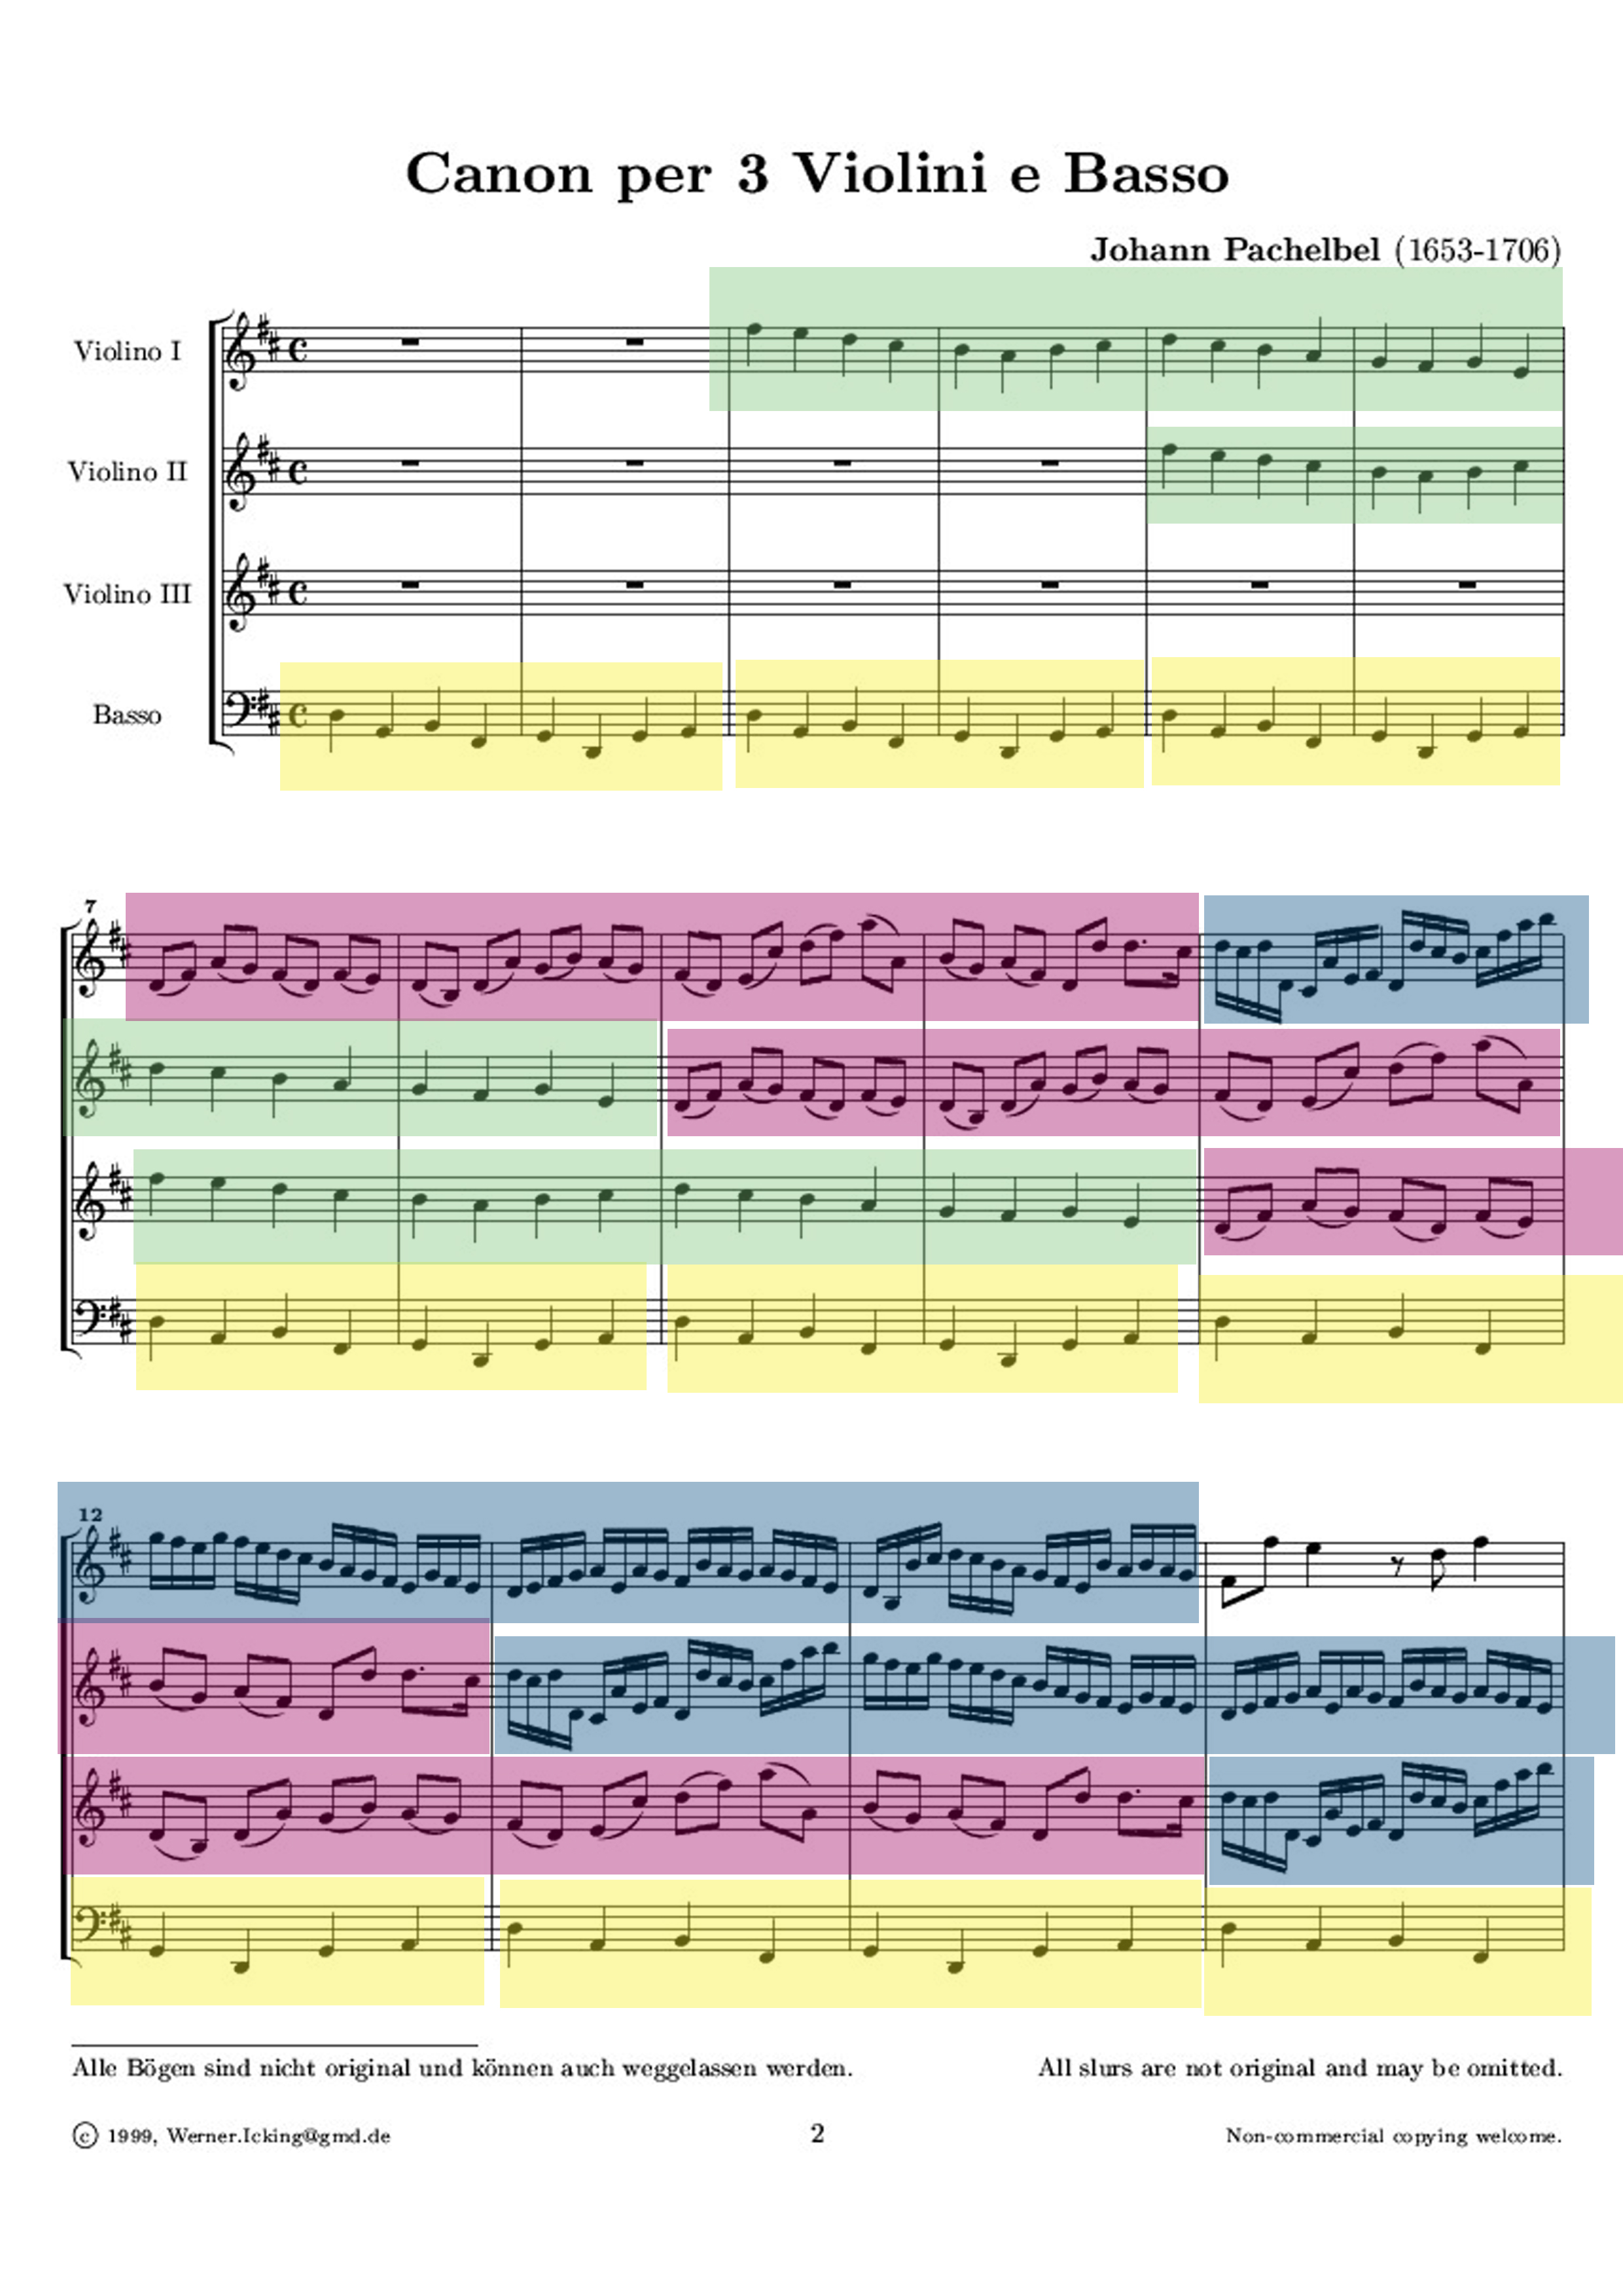 Canon per 3 Violini e Basso
Johann Pachelbel (1653-1706)
Violino I
Violino II
Violino III
Basso
7
12
Alle Bögen sind nicht original und können auch weggelassen werden.
All slurs are not original and may be omitted.
© 1999, Werner.Icking@gmd.de
2
Non-commercial copying welcome.